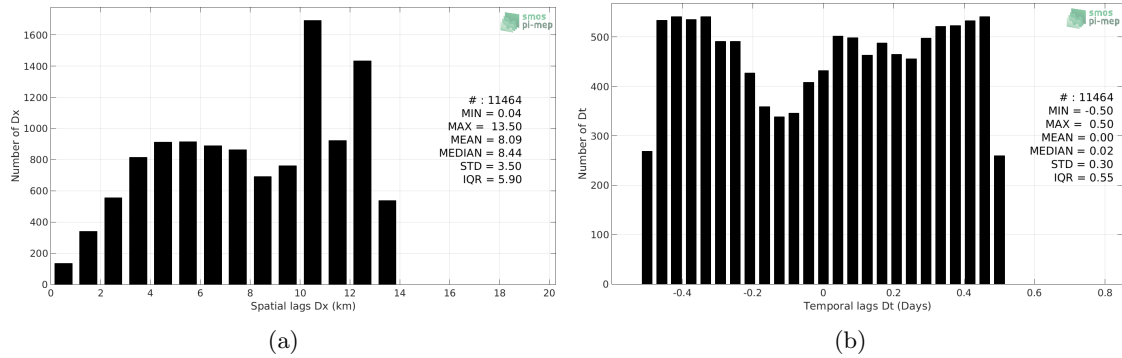 smos
pi-mep
1600
1400
1200
1000
800
600
400
200
0
Number of Dx
# : 11464
MIN = 0.04
MAX = 13.50
MEAN = 8.09
MEDIAN = 8.44
STD = 3.50
IQR = 5.90
0 2 4 6 8 10 12 14 16 18 20
Spatial lags Dx (km)
(a)
smos
pi-mep
500
400
300
200
100
0
Number of Dt
# : 11464
MIN = -0.50
MAX = 0.50
MEAN = 0.00
MEDIAN = 0.02
STD = 0.30
IQR = 0.55
-0.4 -0.2 0 0.2 0.4 0.6 0.8
Temporal lags Dt (Days)
(b)